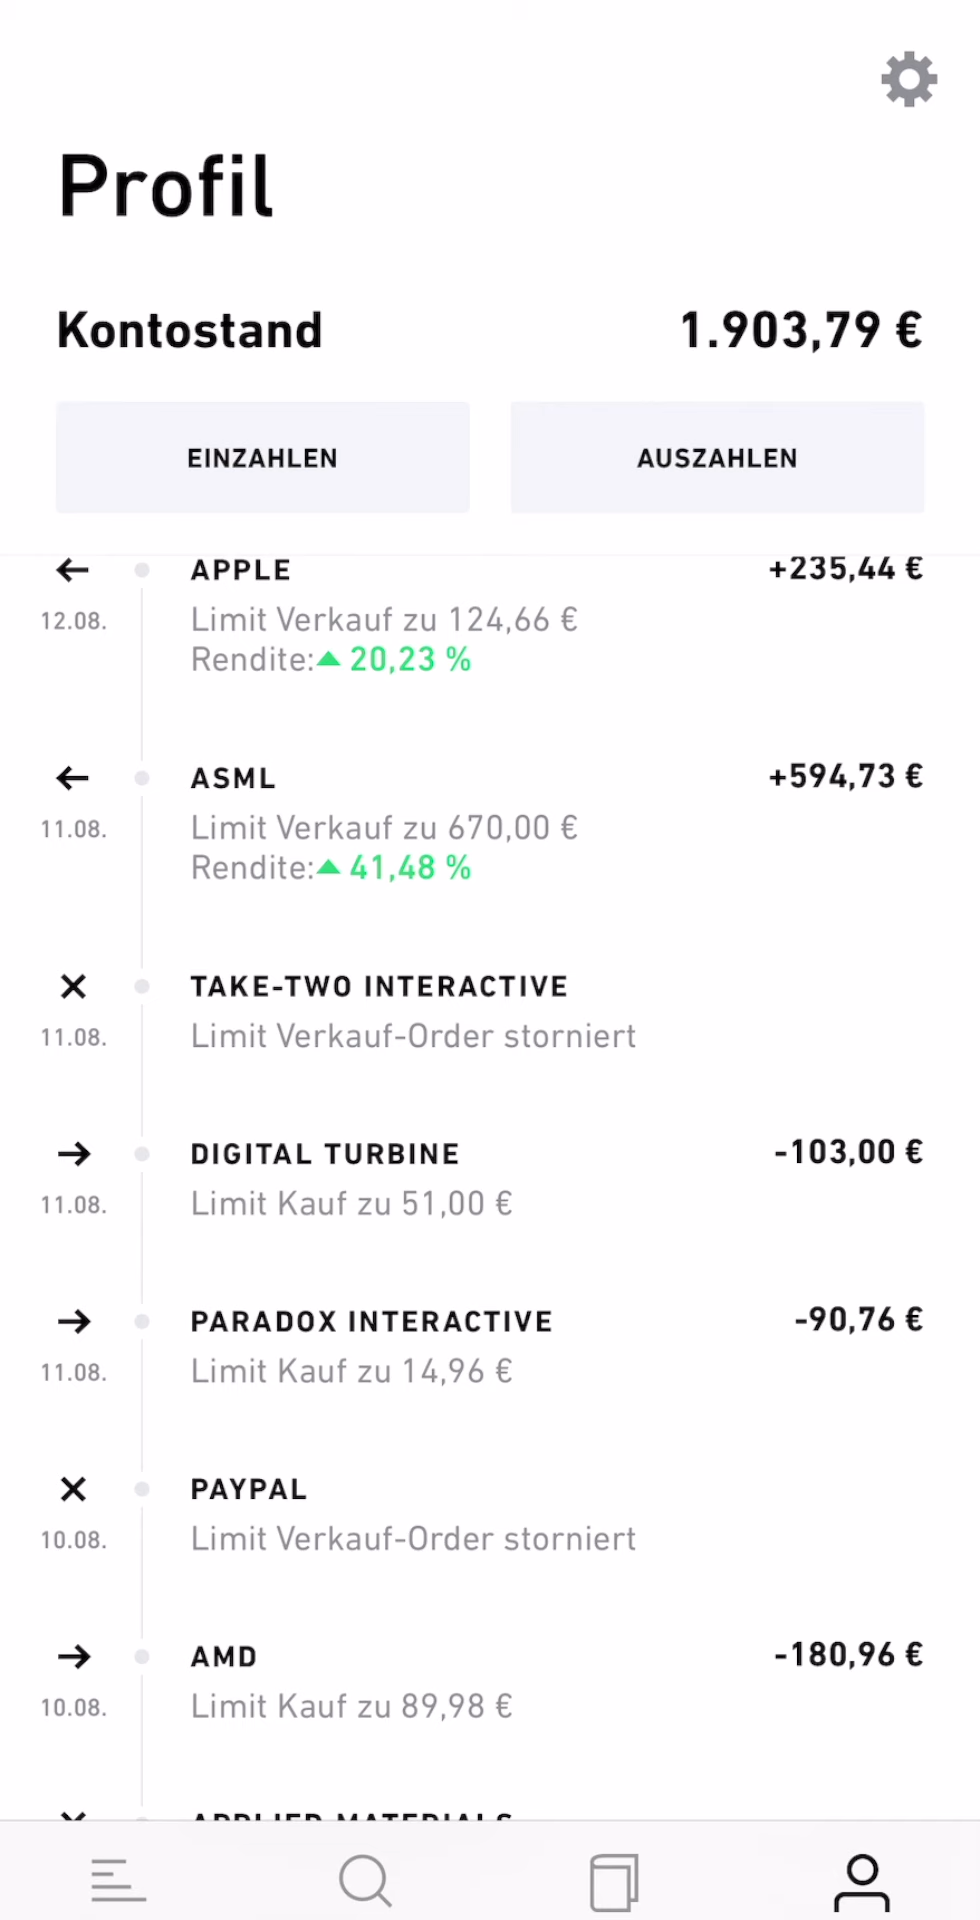 Profil
Kontostand 1.903,79 €
EINZAHLEN AUSZAHLEN
APPLE +235,44 €
12.08. Limit Verkauf zu 124,66 €
Rendite: 20,23 %
ASML +594,73 €
11.08. Limit Verkauf zu 670,00 €
Rendite: 41,48 %
TAKE-TWO INTERACTIVE
11.08. Limit Verkauf-Order storniert
DIGITAL TURBINE -103,00 €
11.08. Limit Kauf zu 51,00 €
PARADOX INTERACTIVE -90,76 €
11.08. Limit Kauf zu 14,96 €
PAYPAL
10.08. Limit Verkauf-Order storniert
AMD -180,96 €
10.08. Limit Kauf zu 89,98 €
APPLIED MATERIALS